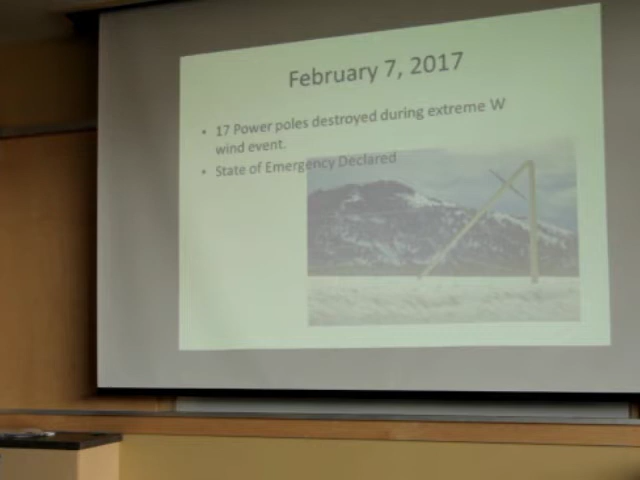 February 7, 2017
• 17 Power poles destroyed during extreme W
wind event.
• State of Emergency Declared